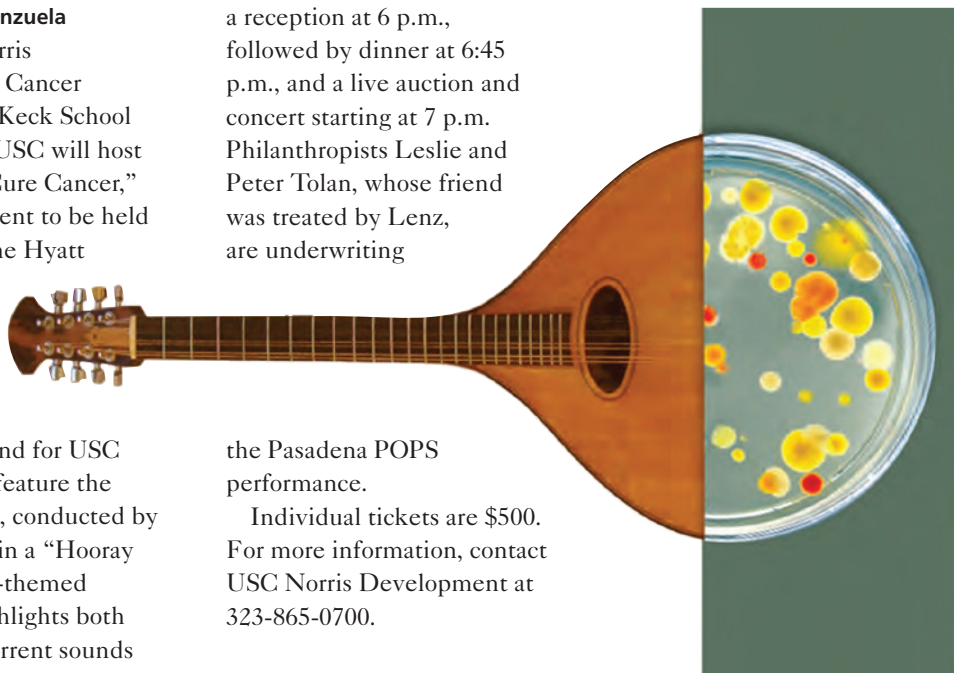 nzuela
rris
Cancer
Keck School
USC will host
ure Cancer,”
ent to be held
ne Hyatt
nd for USC
feature the
, conducted by
in a “Hooray
-themed
hlights both
rrent sounds
a reception at 6 p.m.,
followed by dinner at 6:45
p.m., and a live auction and
concert starting at 7 p.m.
Philanthropists Leslie and
Peter Tolan, whose friend
was treated by Lenz,
are underwriting
the Pasadena POPS
performance.
Individual tickets are $500.
For more information, contact
USC Norris Development at
323-865-0700.